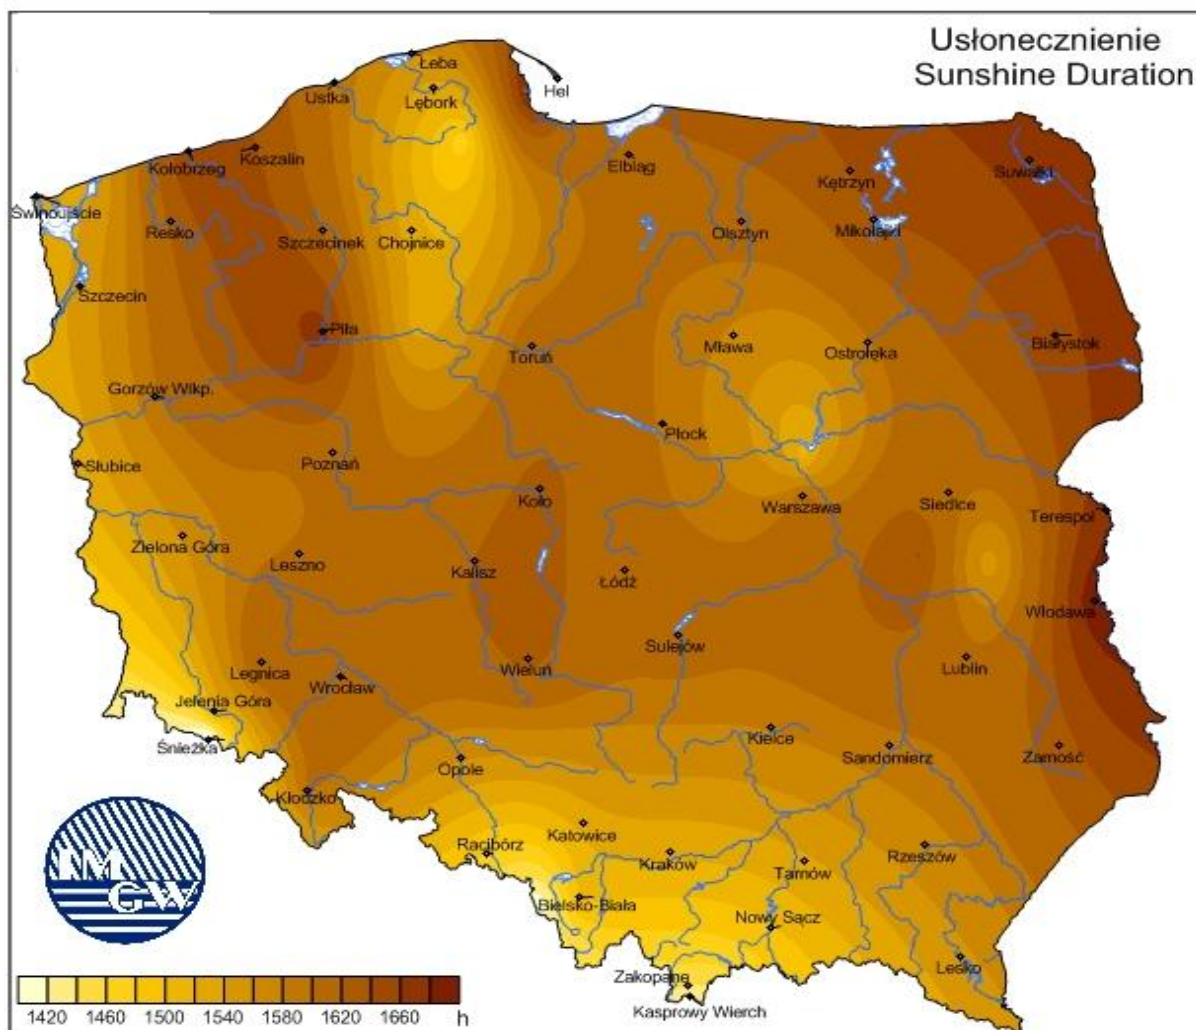 Usłonecznienie
Sunshine Duration
Łeba
Ustka
Lębork
Hel
Koszalin
Kołobrzeg
Elbląg
Kętrzyn
Suwałki
Świnoujście
Resko
Szczecinek
Chojnice
Olsztyn
Mikołajki
Szczecin
Piła
Toruń
Mława
Ostrołęka
Białystok
Gorzów Wlkp.
Płock
Słubice
Poznań
Koło
Warszawa
Siedlce
Terespol
Zielona Góra
Leszno
Kalisz
Łódź
Włodawa
Sulejów
Legnica
Wrocław
Wieluń
Lublin
Jelenia Góra
Śnieżka
Kielce
Sandomierz
Zamość
Opole
Kłodzko
Racibórz
Katowice
Kraków
Tarnów
Rzeszów
IMGW
Bielsko-Biała
Nowy Sącz
Lesko
Zakopane
Kasprowy Wierch
1420 1460 1500 1540 1580 1620 1660 h